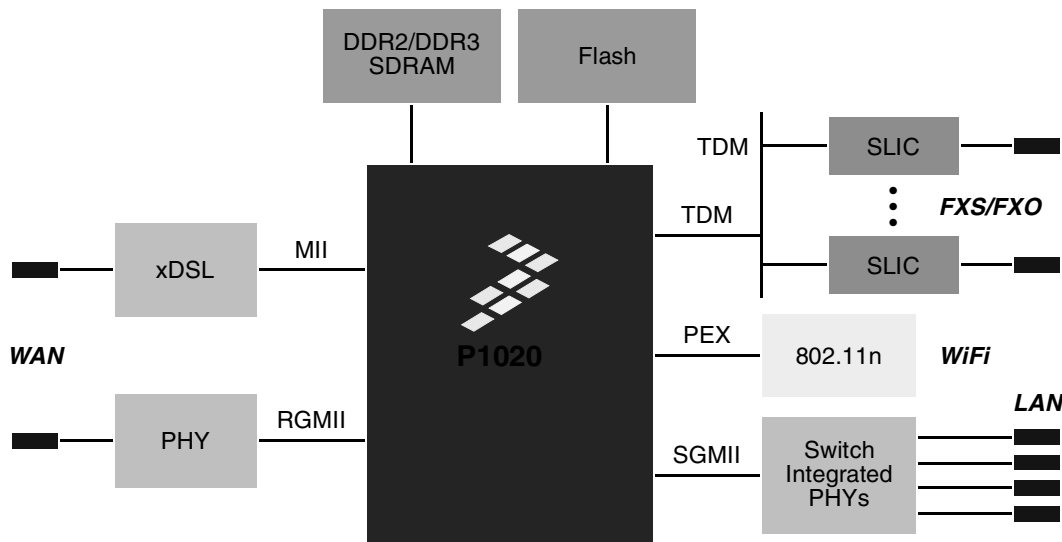 DDR2/DDR3
SDRAM
Flash
TDM
SLIC
TDM
FXS/FXO
SLIC
xDSL
MII
WAN
P1020
PEX
802.11n
WiFi
PHY
RGMII
LAN
SGMII
Switch
Integrated
PHYs